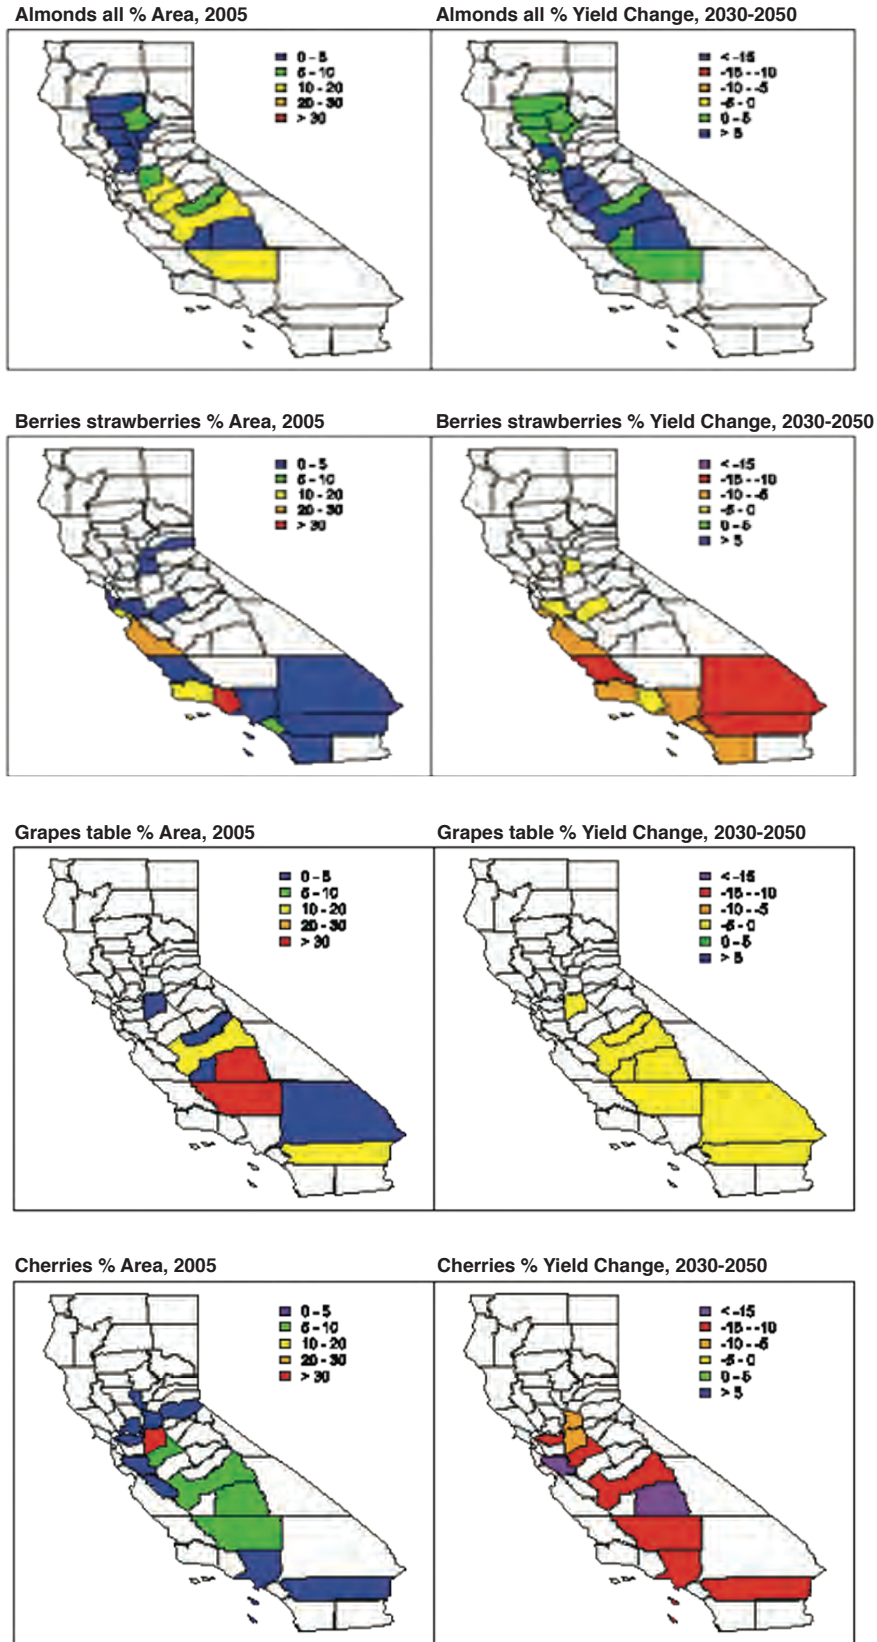 Almonds all % Area, 2005
0 - 5
5 - 10
10 - 20
20 - 30
> 30
Almonds all % Yield Change, 2030-2050
< -15
-15 - -10
-10 - -5
-5 - 0
0 - 5
> 5
Berries strawberries % Area, 2005
0 - 5
5 - 10
10 - 20
20 - 30
> 30
Berries strawberries % Yield Change, 2030-2050
< -15
-15 - -10
-10 - -5
-5 - 0
0 - 5
> 5
Grapes table % Area, 2005
0 - 5
5 - 10
10 - 20
20 - 30
> 30
Grapes table % Yield Change, 2030-2050
< -15
-15 - -10
-10 - -5
-5 - 0
0 - 5
> 5
Cherries % Area, 2005
0 - 5
5 - 10
10 - 20
20 - 30
> 30
Cherries % Yield Change, 2030-2050
< -15
-15 - -10
-10 - -5
-5 - 0
0 - 5
> 5